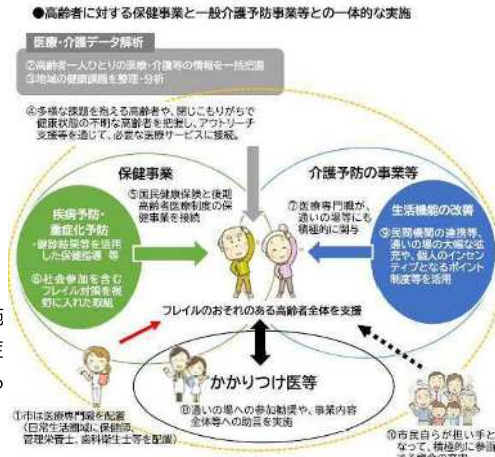 ●高齢者に対する保健事業と一般介護予防事業等との一体的な実施
医療・介護データ解析
②高齢者一人ひとりの医療・介護等の情報を一括把握
③地域の健康課題を整理・分析
④多様な課題を抱える高齢者や、閉じこもりがちで
健康状態の不明な高齢者を把握し、アウトリーチ
支援等を通じて、必要な医療サービスに接続。
保健事業
介護予防の事業等
⑤国民健康保険と後期
高齢者医療制度の保
健事業を接続
⑦医療専門職が、
通いの場等にも
積極的に関与
疾病予防・
重症化予防
・健診結果等を活用
した保健指導 等
⑥社会参加を含む
フレイル対策を視
野に入れた取組
生活機能の改善
⑨民間機関の連携等、
通いの場の大幅な拡
充や、個人のインセン
ティブとなるポイント
制度等を活用
フレイルのおそれのある高齢者全体を支援
かかりつけ医等
①市は医療専門職を配置
(日常生活圏域に保健師、
管理栄養士、歯科衛生士等を配置)
⑧通いの場への参加勧奨や、事業内容
全体等への助言を実施
⑩市民自らが担い手と
なって、積極的に参画